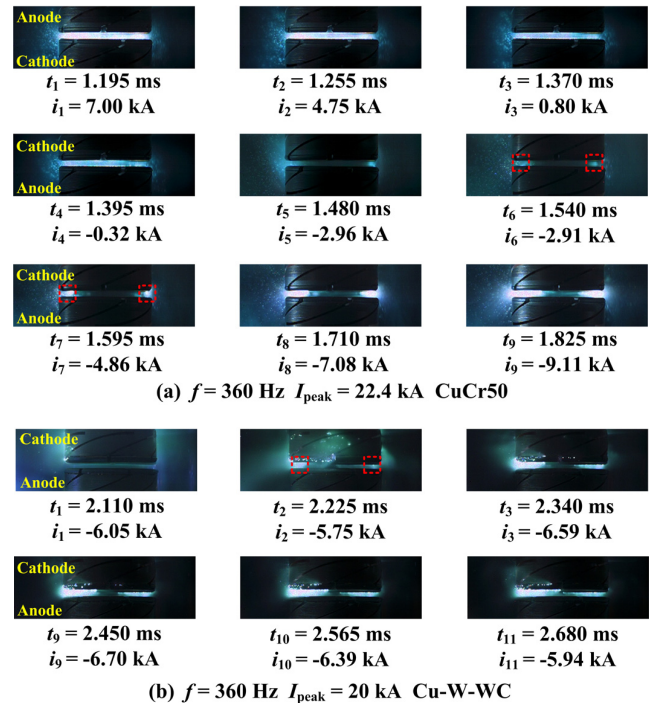 Anode
Cathode
t1 = 1.195 ms t2 = 1.255 ms t3 = 1.370 ms
i1 = 7.00 kA i2 = 4.75 kA i3 = 0.80 kA
Cathode
Anode
t4 = 1.395 ms t5 = 1.480 ms t6 = 1.540 ms
i4 = -0.32 kA i5 = -2.96 kA i6 = -2.91 kA
Cathode
Anode
t7 = 1.595 ms t8 = 1.710 ms t9 = 1.825 ms
i7 = -4.86 kA i8 = -7.08 kA i9 = -9.11 kA
(a) f = 360 Hz Ipeak = 22.4 kA CuCr50
Cathode
Anode
t1 = 2.110 ms t2 = 2.225 ms t3 = 2.340 ms
i1 = -6.05 kA i2 = -5.75 kA i3 = -6.59 kA
Cathode
Anode
t9 = 2.450 ms t10 = 2.565 ms t11 = 2.680 ms
i9 = -6.70 kA i10 = -6.39 kA i11 = -5.94 kA
(b) f = 360 Hz Ipeak = 20 kA Cu-W-WC